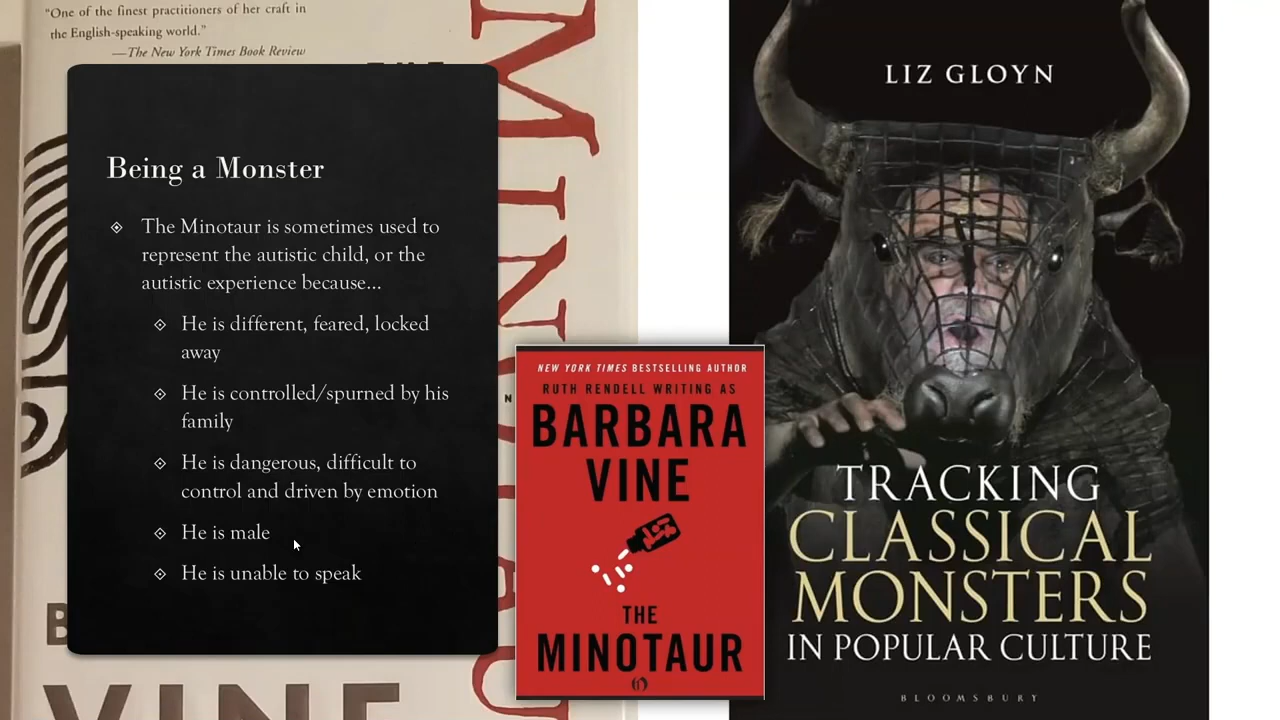 “One of the finest practitioners of her craft in
the English-speaking world.”
—The New York Times Book Review
Being a Monster
The Minotaur is sometimes used to
represent the autistic child, or the
autistic experience because…
He is different, feared, locked
away
He is controlled/spurned by his
family
He is dangerous, difficult to
control and driven by emotion
He is male
He is unable to speak
VINE
NEW YORK TIMES BESTSELLING AUTHOR
RUTH RENDELL WRITING AS
BARBARA
VINE
THE
MINOTAUR
LIZ GLOYN
TRACKING
CLASSICAL
MONSTERS
IN POPULAR CULTURE
BLOOMSBURY